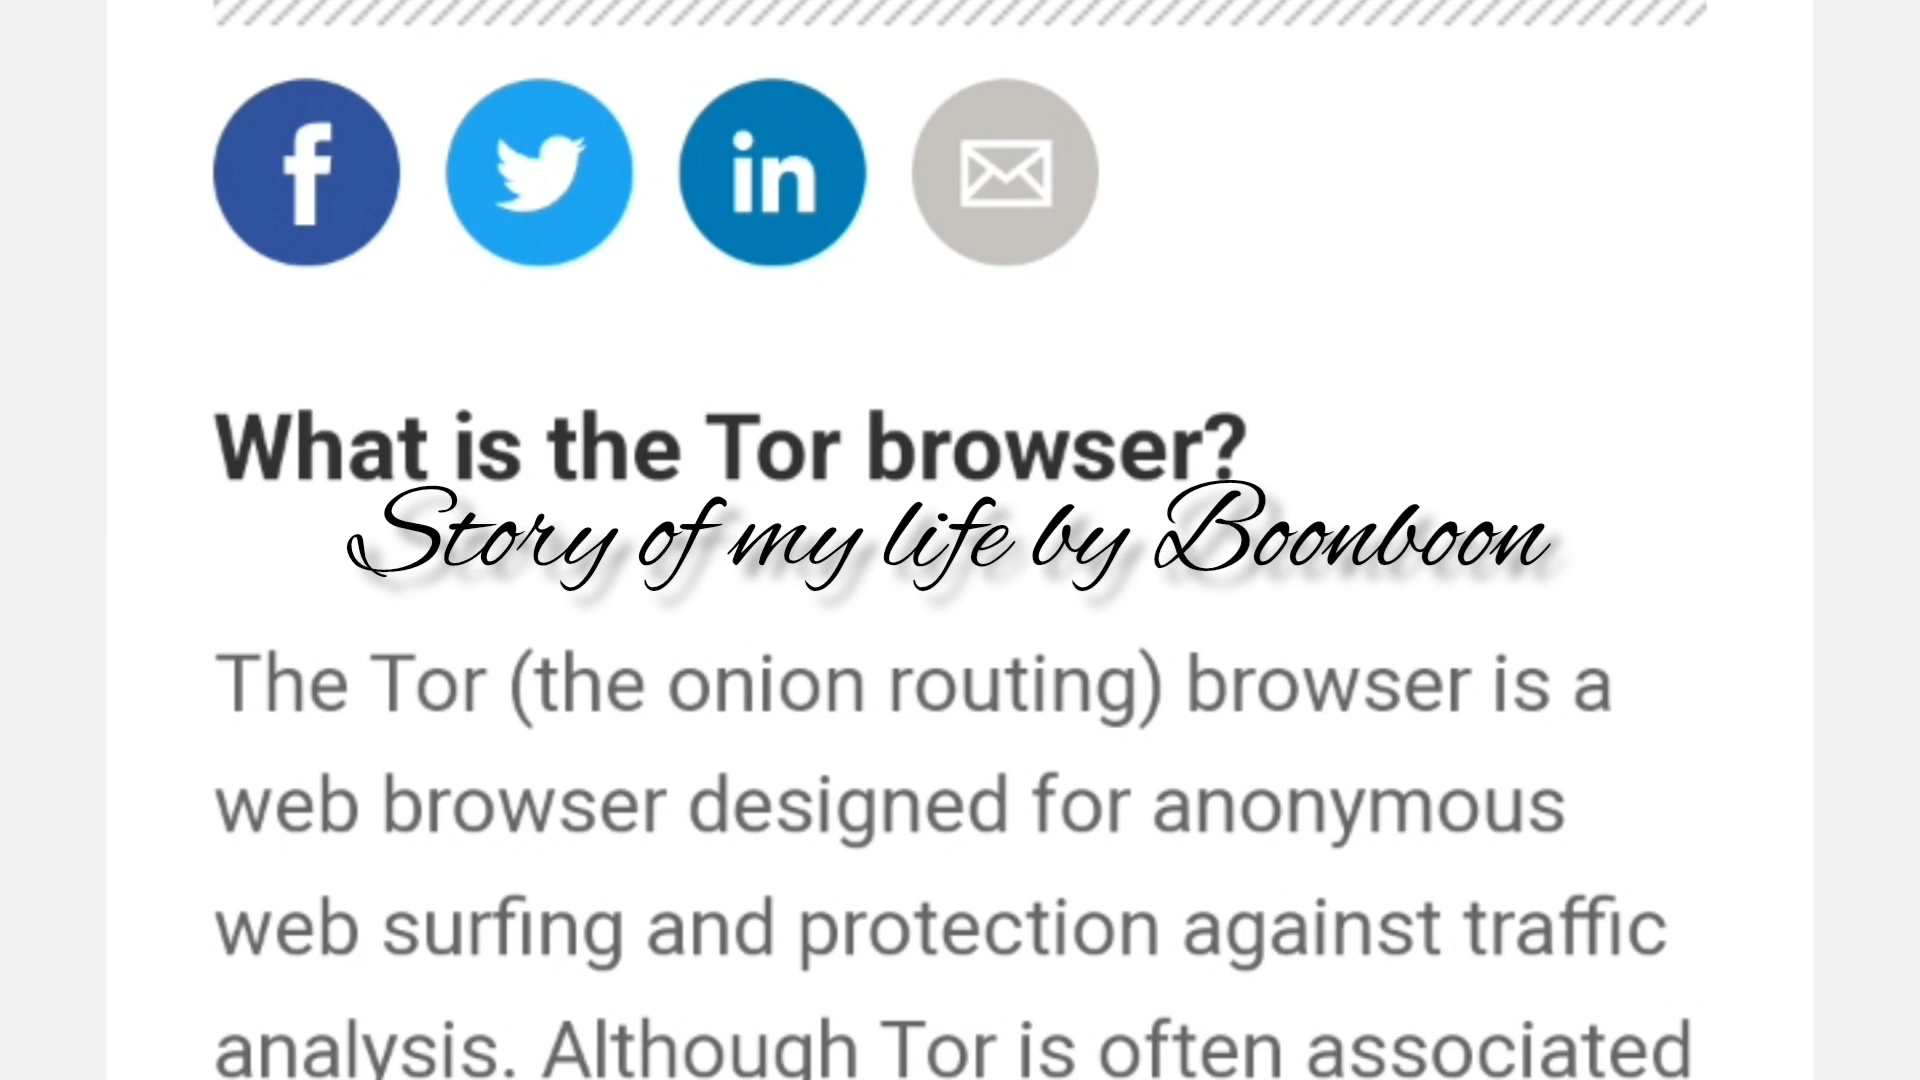 What is the Tor browser?
Story of my life by Boonboon
The Tor (the onion routing) browser is a
web browser designed for anonymous
web surfing and protection against traffic
analysis. Although Tor is often associated